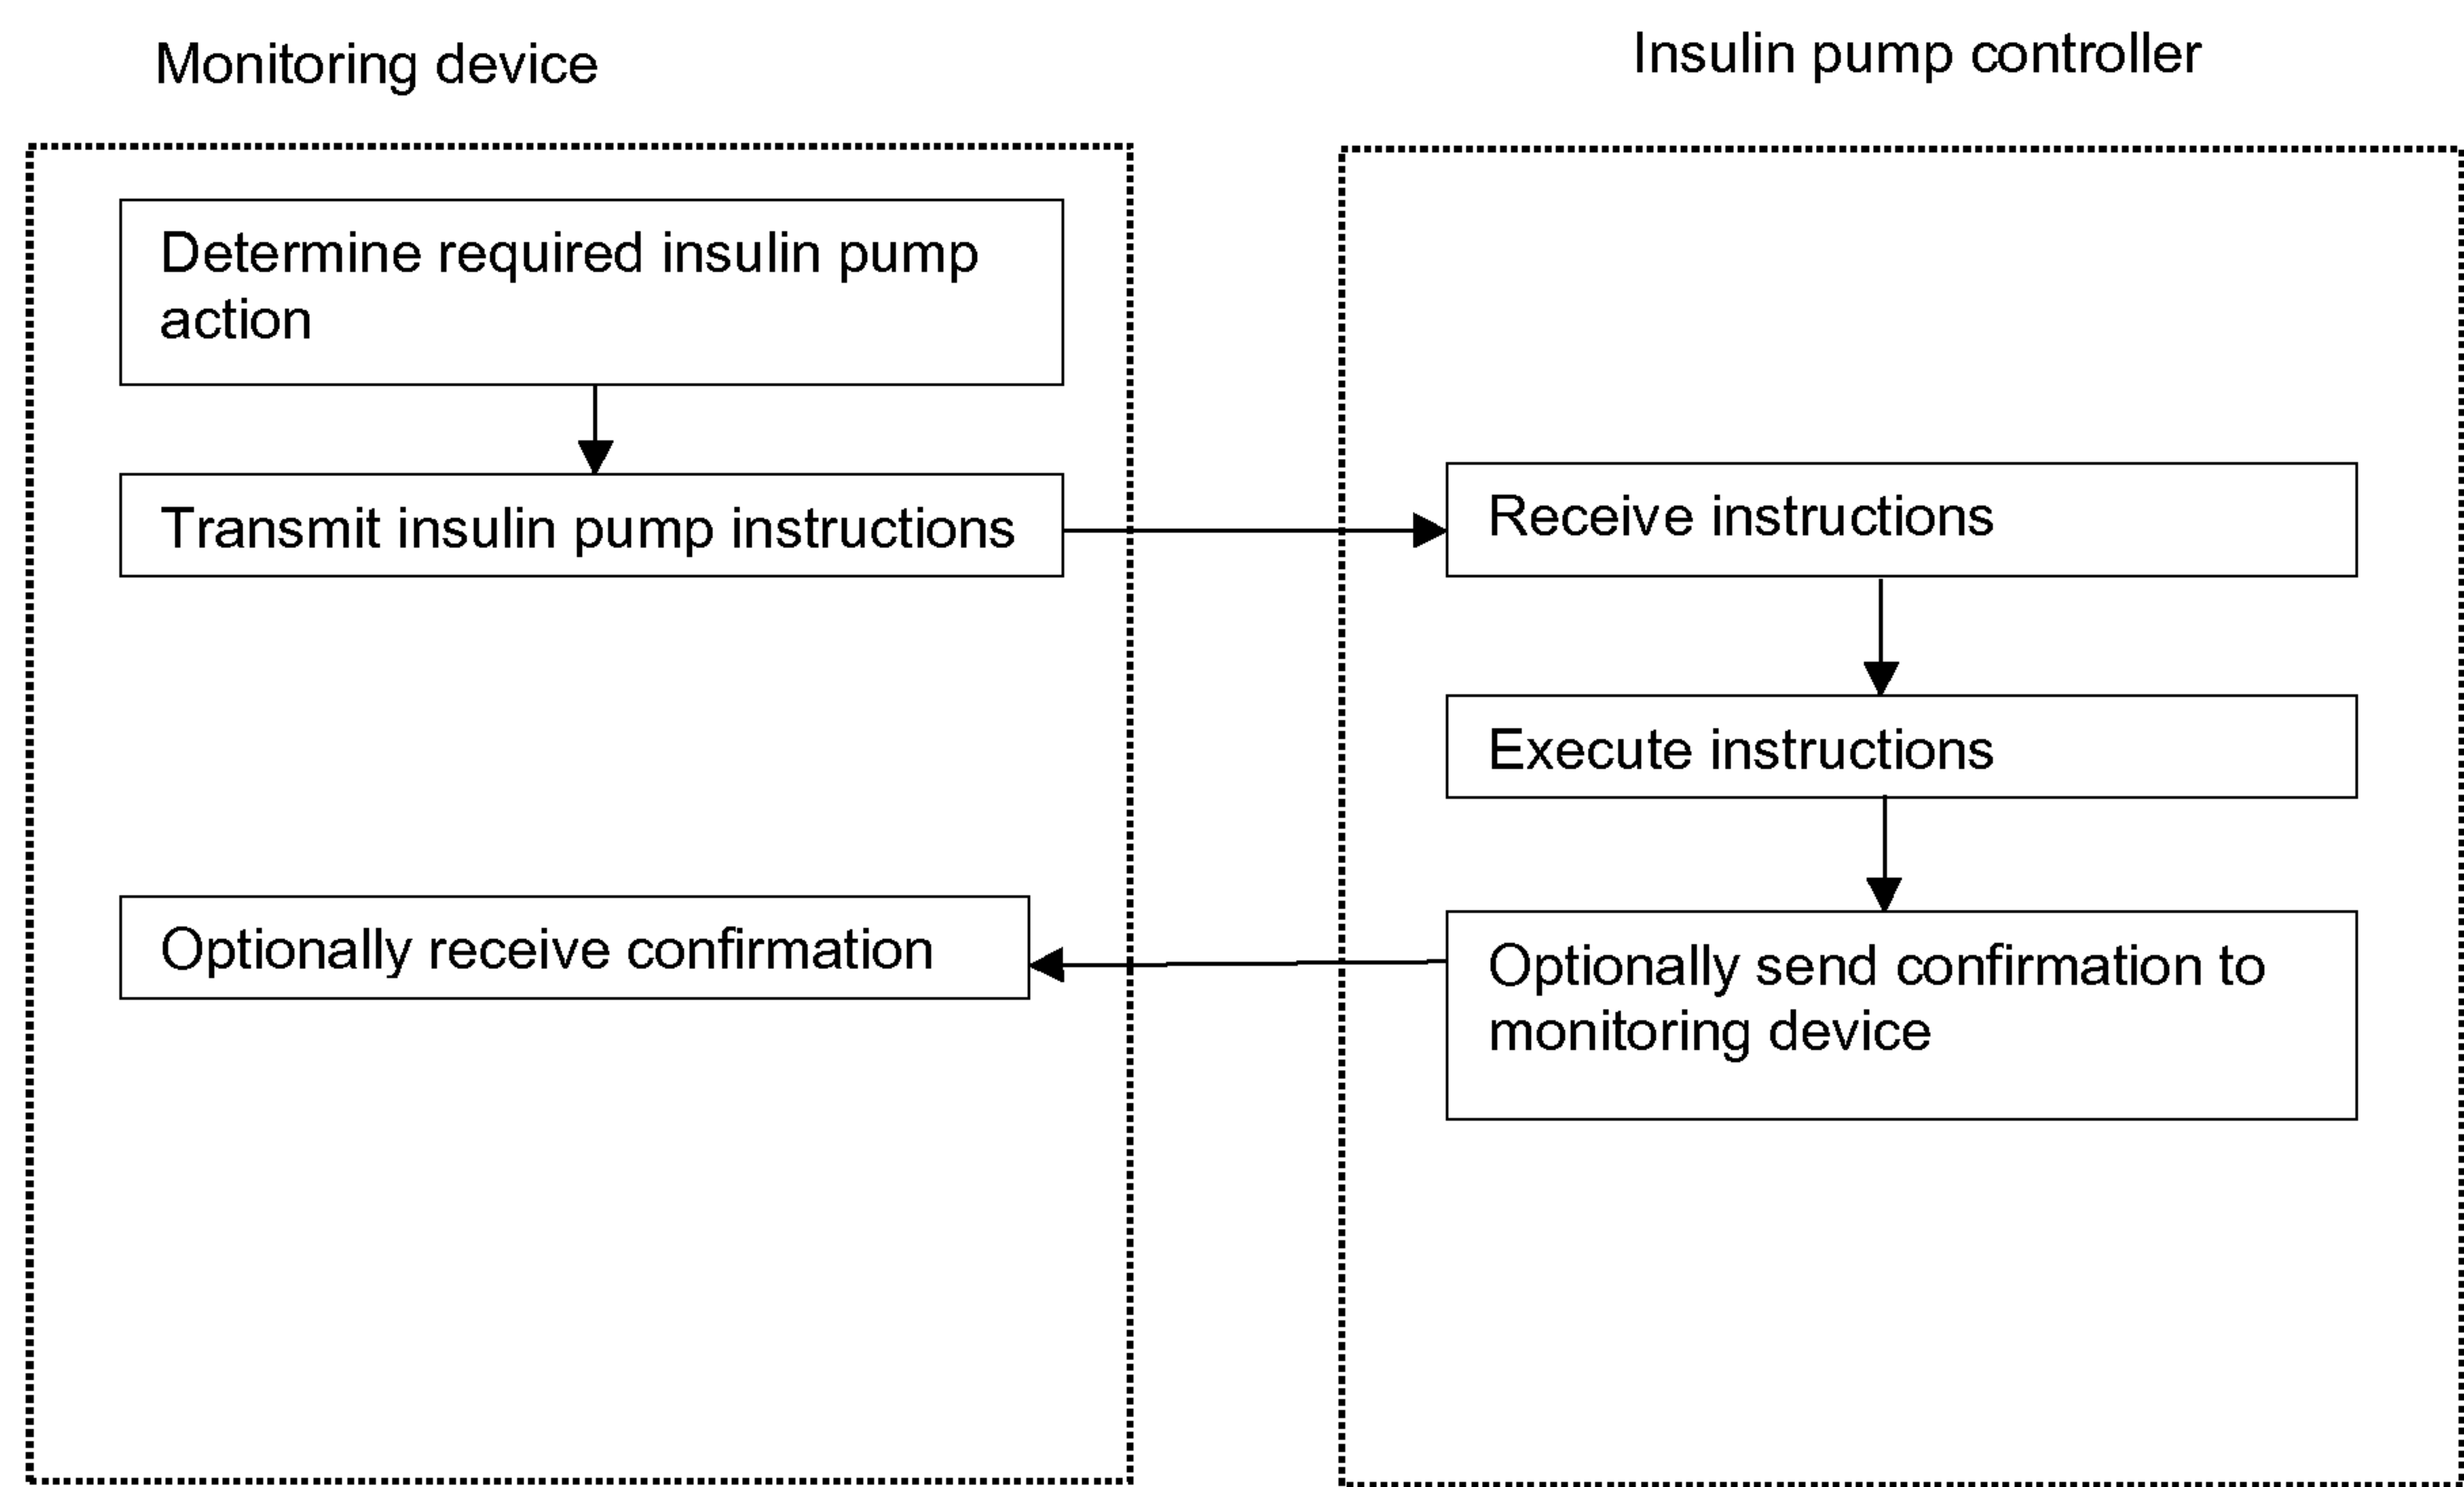 Monitoring device
Insulin pump controller
Determine required insulin pump
action
Transmit insulin pump instructions
Receive instructions
Execute instructions
Optionally receive confirmation
Optionally send confirmation to
monitoring device